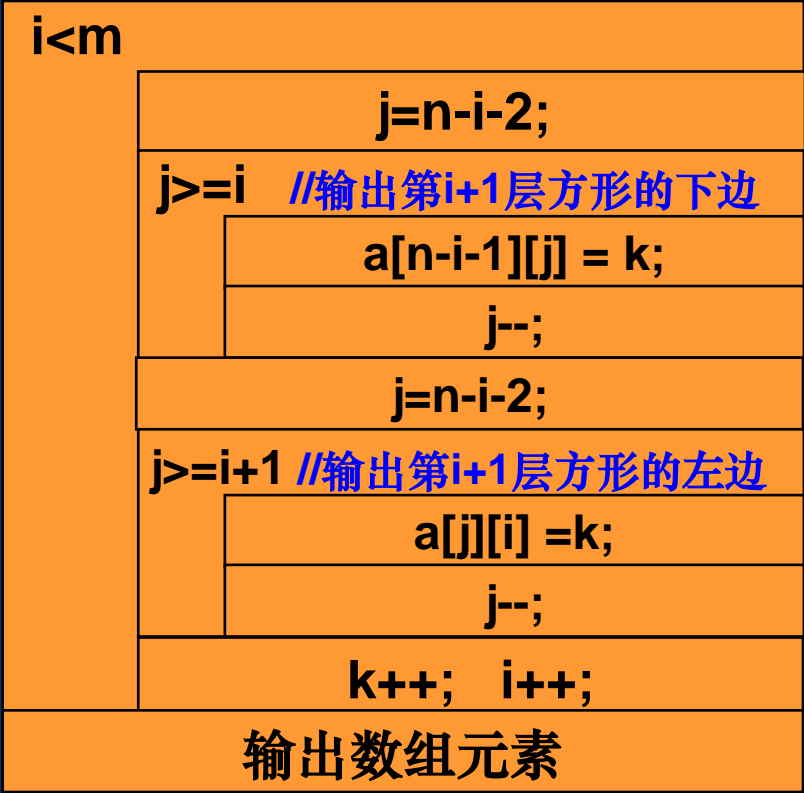 i<m
j=n-i-2;
j>=i //输出第i+1层方形的下边
a[n-i-1][j] = k;
j--;
j=n-i-2;
j>=i+1 //输出第i+1层方形的左边
a[j][i] =k;
j--;
k++; i++;
输出数组元素